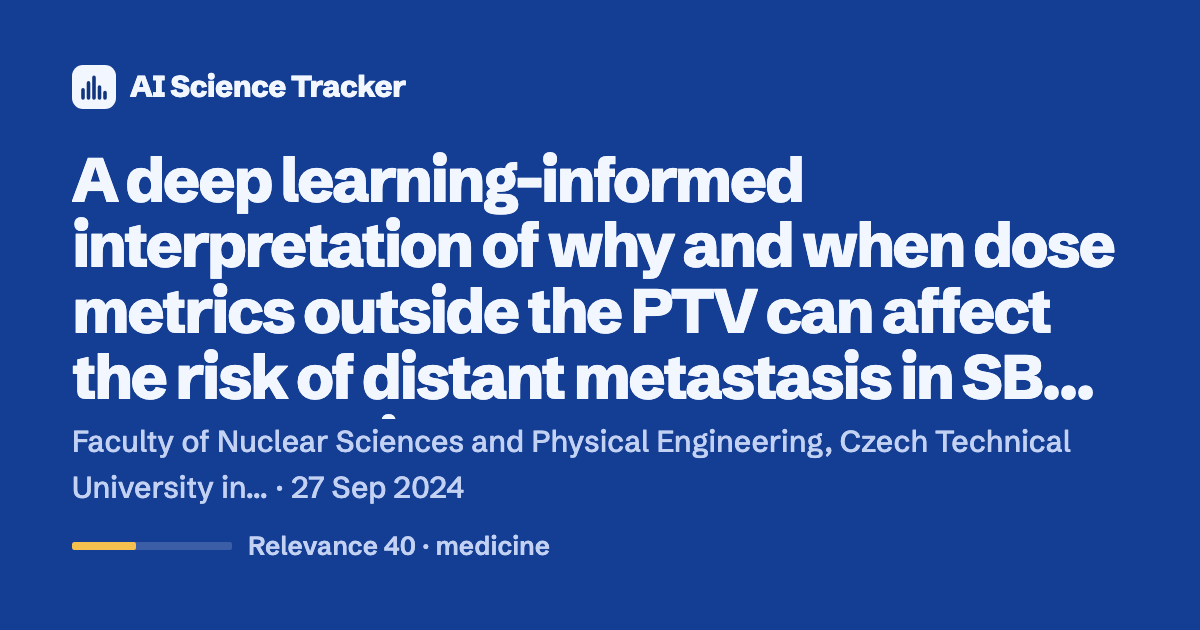 AI Science Tracker
A deep learning-informed
interpretation of why and when dose
metrics outside the PTV can affect
the risk of distant metastasis in SB...
Faculty of Nuclear Sciences and Physical Engineering, Czech Technical
University in... · 27 Sep 2024
Relevance 40 · medicine